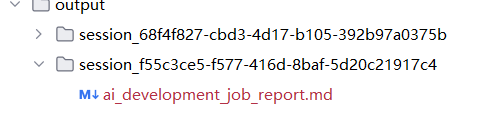 output
session_68f4f827-cbd3-4d17-b105-392b97a0375b
session_f55c3ce5-f577-416d-8baf-5d20c21917c4
M↓ ai_development_job_report.md